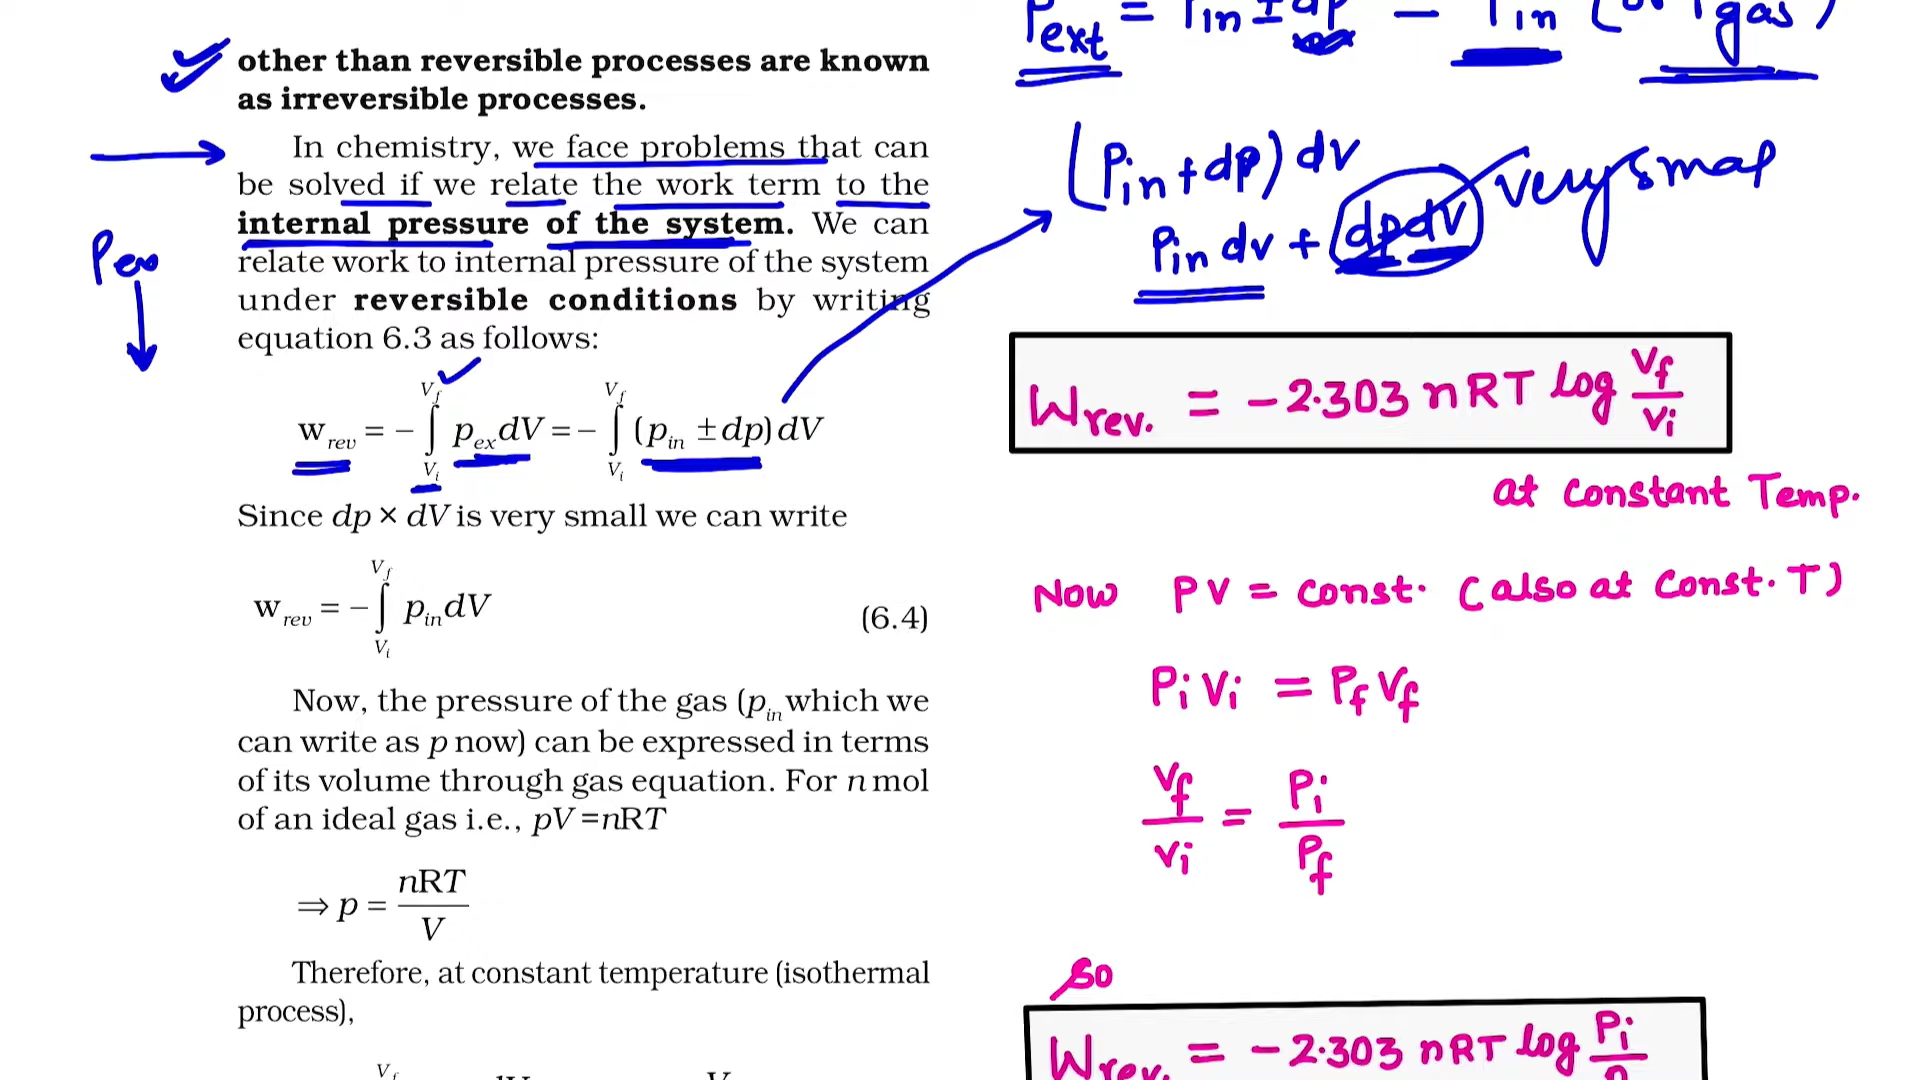 other than reversible processes are known
as irreversible processes.
In chemistry, we face problems that can
be solved if we relate the work term to the
internal pressure of the system. We can
relate work to internal pressure of the system
under reversible conditions by writing
equation 6.3 as follows:
w_rev = − ∫_{V_i}^{V_f} p_ex dV = − ∫_{V_i}^{V_f} (p_in ± dp) dV
Since dp × dV is very small we can write
w_rev = − ∫_{V_i}^{V_f} p_in dV (6.4)
Now, the pressure of the gas (p_in which we
can write as p now) can be expressed in terms
of its volume through gas equation. For n mol
of an ideal gas i.e., pV = nRT
⇒ p = nRT / V
Therefore, at constant temperature (isothermal
process),
V_f
dV V
P_ext = P_in ± dp = P_in ( P_gas )
(P_in + dp) dv
P_in dv + (dpdv) very small
W_rev. = −2.303 nRT log V_f / V_i
at constant Temp.
Now PV = const. (also at const. T)
P_i V_i = P_f V_f
V_f / V_i = P_i / P_f
so
W_rev. = −2.303 nRT log P_i